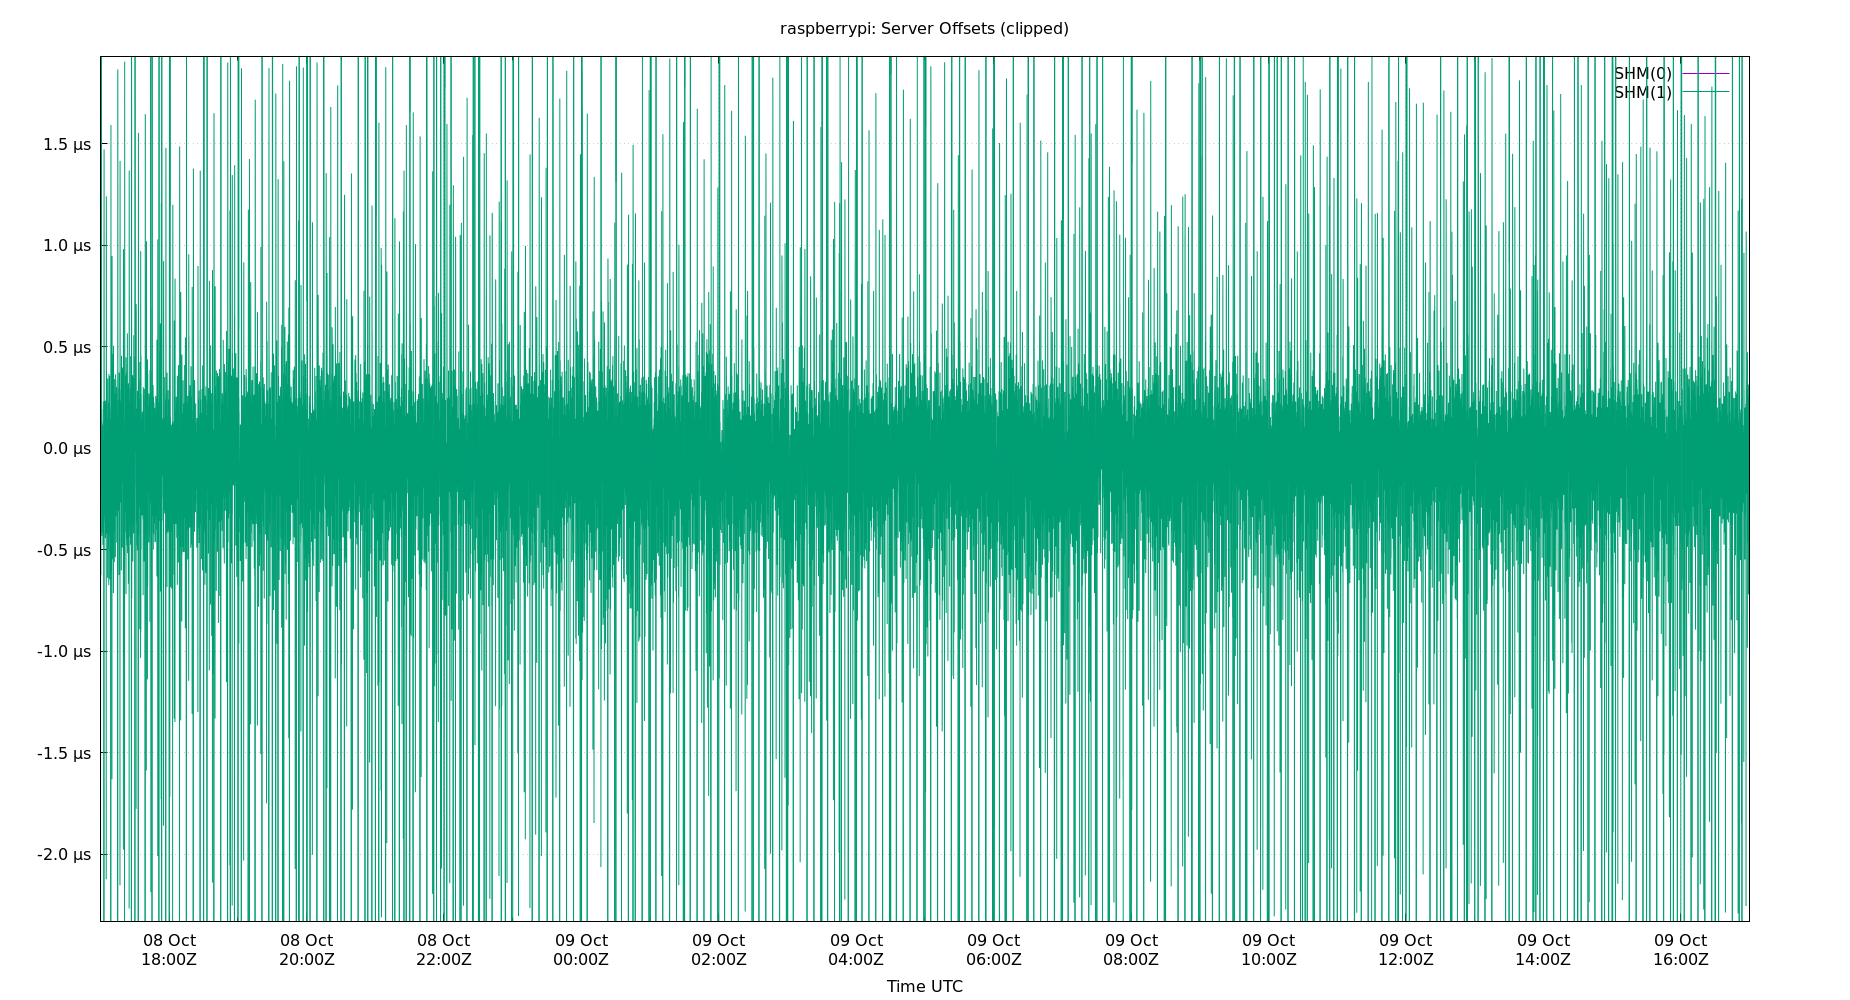 raspberrypi: Server Offsets (clipped)
SHM(0)
SHM(1)
1.5 µs
1.0 µs
0.5 µs
0.0 µs
-0.5 µs
-1.0 µs
-1.5 µs
-2.0 µs
08 Oct 08 Oct 08 Oct 09 Oct 09 Oct 09 Oct 09 Oct 09 Oct 09 Oct 09 Oct 09 Oct 09 Oct
18:00Z 20:00Z 22:00Z 00:00Z 02:00Z 04:00Z 06:00Z 08:00Z 10:00Z 12:00Z 14:00Z 16:00Z
Time UTC